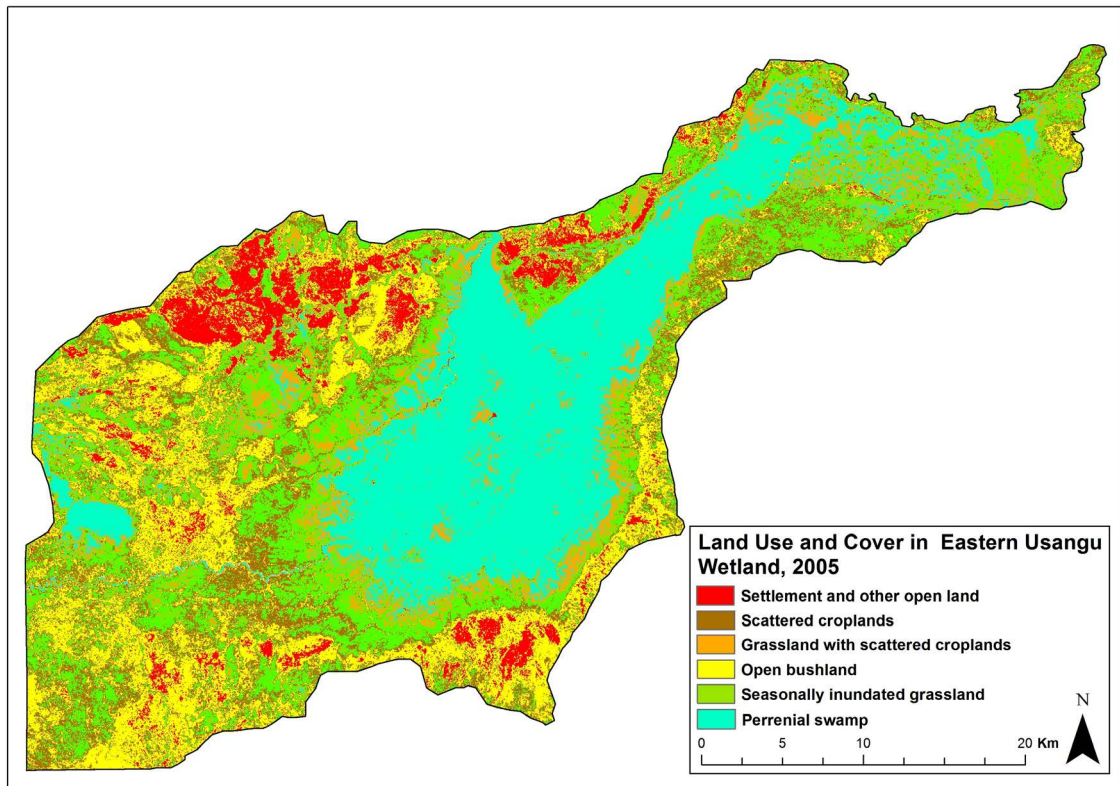 Land Use and Cover in Eastern Usangu
Wetland, 2005
Settlement and other open land
Scattered croplands
Grassland with scattered croplands
Open bushland
Seasonally inundated grassland
Perrenial swamp
N
0 5 10 20 Km